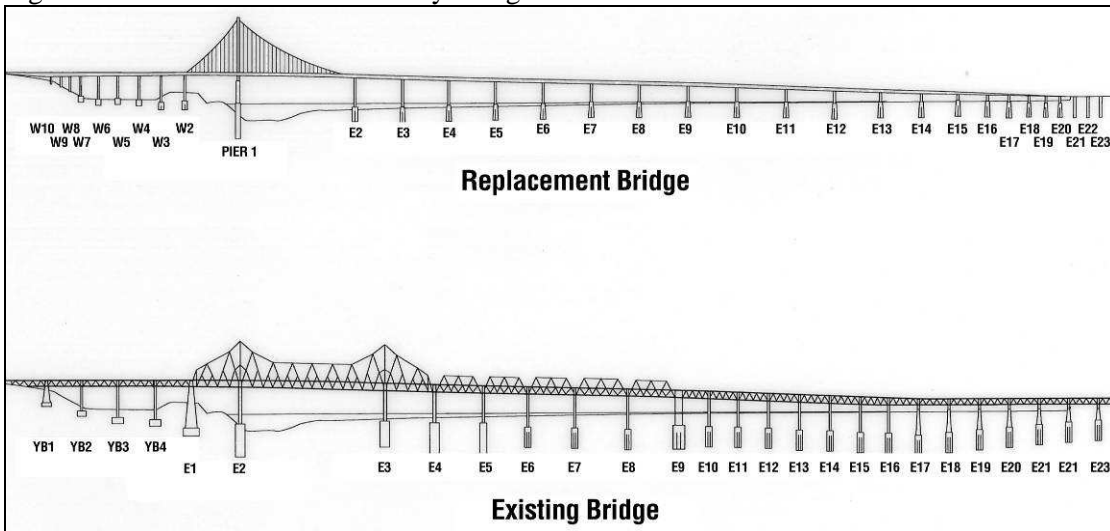 W10 W8 W6 W4 W2 E2 E3 E4 E5 E6 E7 E8 E9 E10 E11 E12 E13 E14 E15 E16 E18 E20 E22
W9 W7 W5 W3 E17 E19 E21 E23
PIER 1
Replacement Bridge
YB1 YB2 YB3 YB4 E1 E2 E3 E4 E5 E6 E7 E8 E9 E10 E11 E12 E13 E14 E15 E16 E17 E18 E19 E20 E21 E21 E23
Existing Bridge